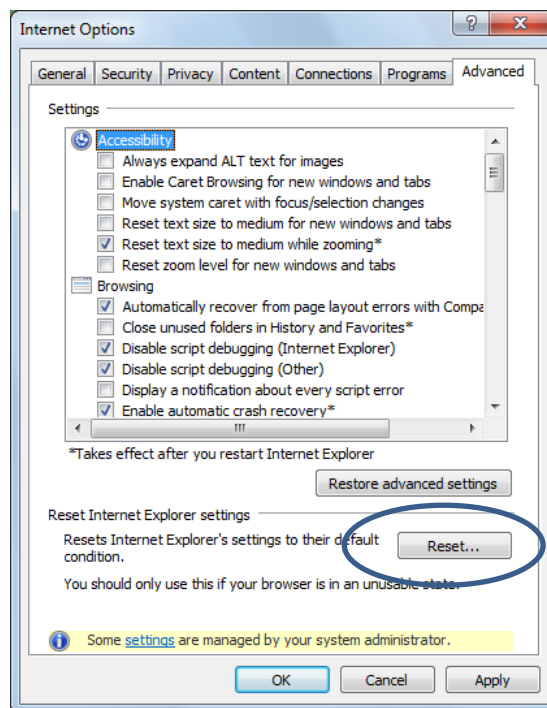 Internet Options
General Security Privacy Content Connections Programs Advanced
Settings
Accessibility
Always expand ALT text for images
Enable Caret Browsing for new windows and tabs
Move system caret with focus/selection changes
Reset text size to medium for new windows and tabs
Reset text size to medium while zooming*
Reset zoom level for new windows and tabs
Browsing
Automatically recover from page layout errors with Compa
Close unused folders in History and Favorites*
Disable script debugging (Internet Explorer)
Disable script debugging (Other)
Display a notification about every script error
Enable automatic crash recovery*
*Takes effect after you restart Internet Explorer
Restore advanced settings
Reset Internet Explorer settings
Resets Internet Explorer's settings to their default
condition.
Reset...
You should only use this if your browser is in an unusable state.
Some settings are managed by your system administrator.
OK Cancel Apply